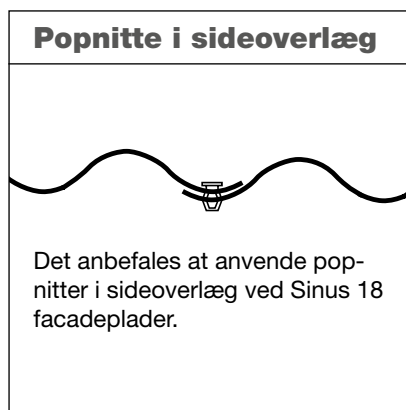 Popnitte i sideoverlæg
Det anbefales at anvende pop-
nitter i sideoverlæg ved Sinus 18
facadeplader.